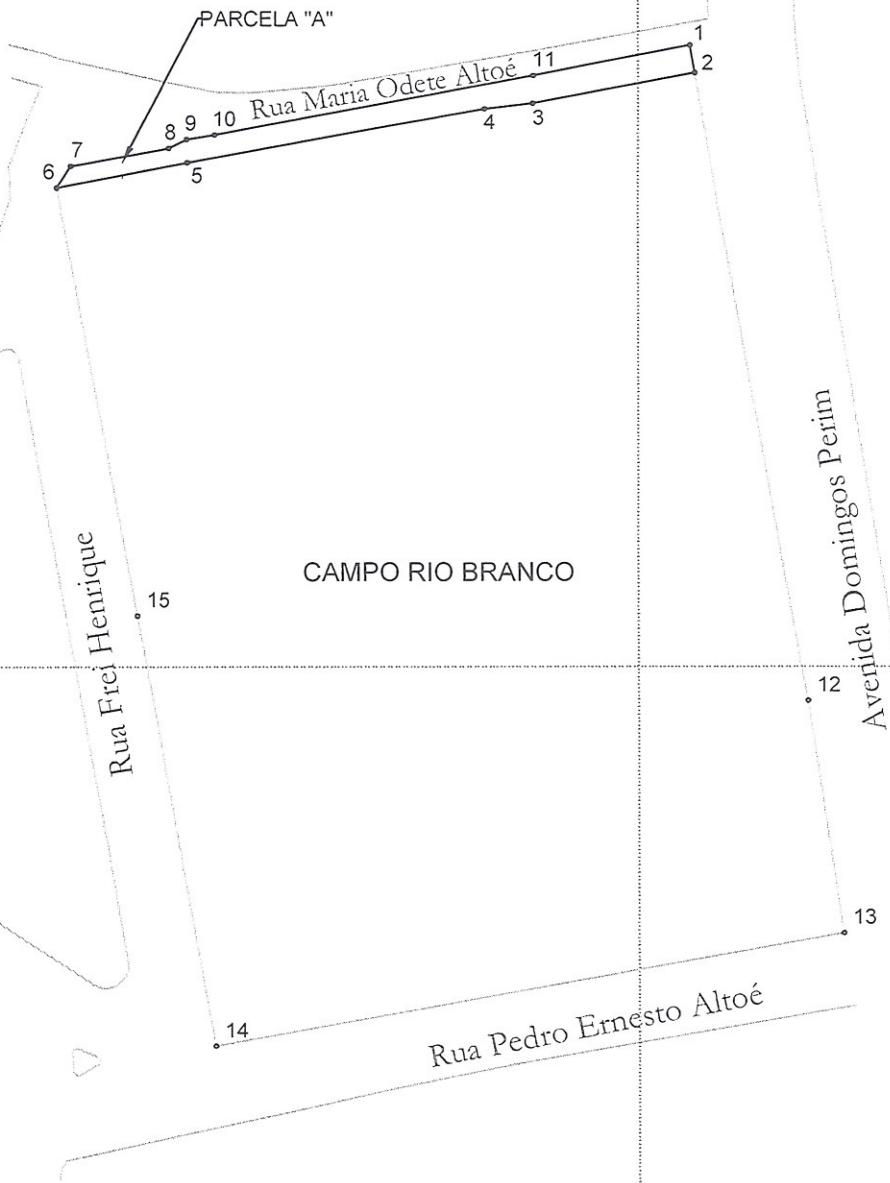 PARCELA "A"
1
2
11
Rua Maria Odete Altoé
3
4
10
9
8
7
5
6
Avenida Domingos Perim
Rua Frei Henrique
CAMPO RIO BRANCO
15
12
13
14
Rua Pedro Ernesto Altoé